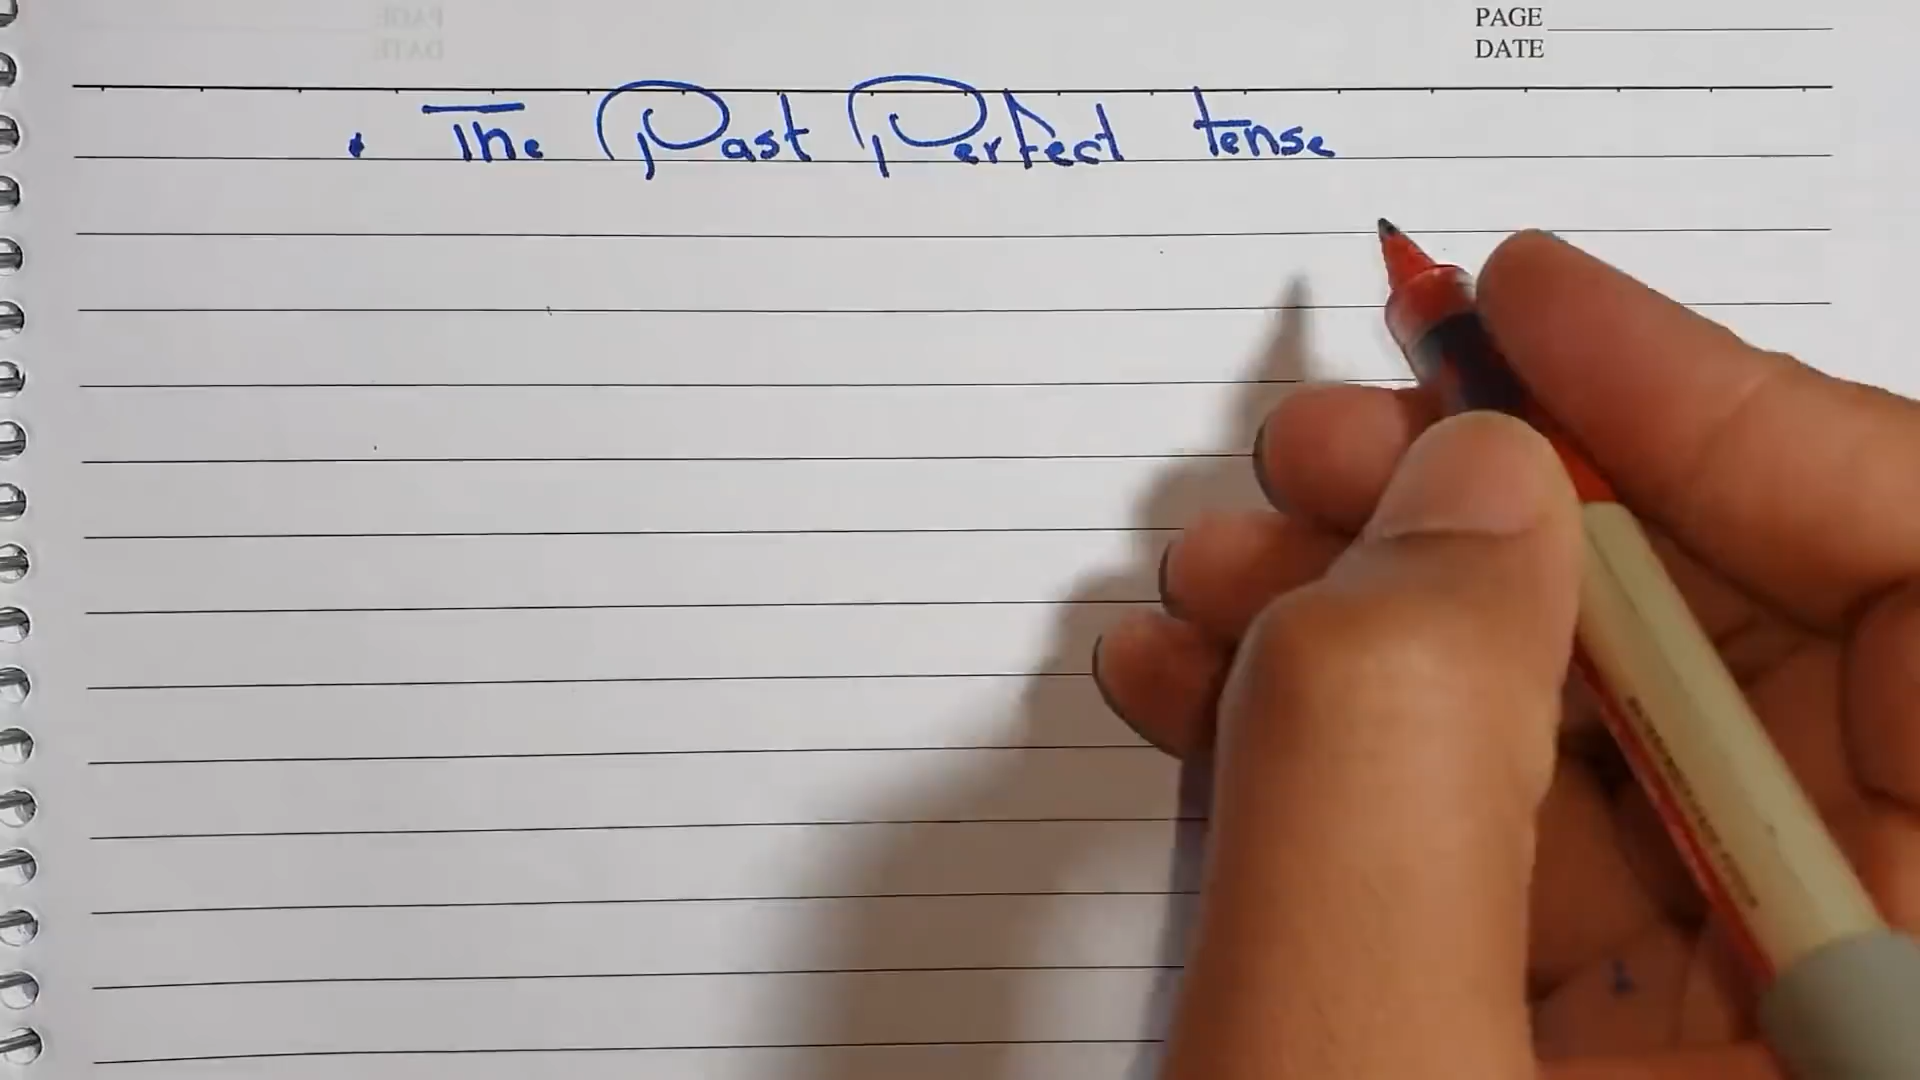 PAGE
DATE
• The Past Perfect tense